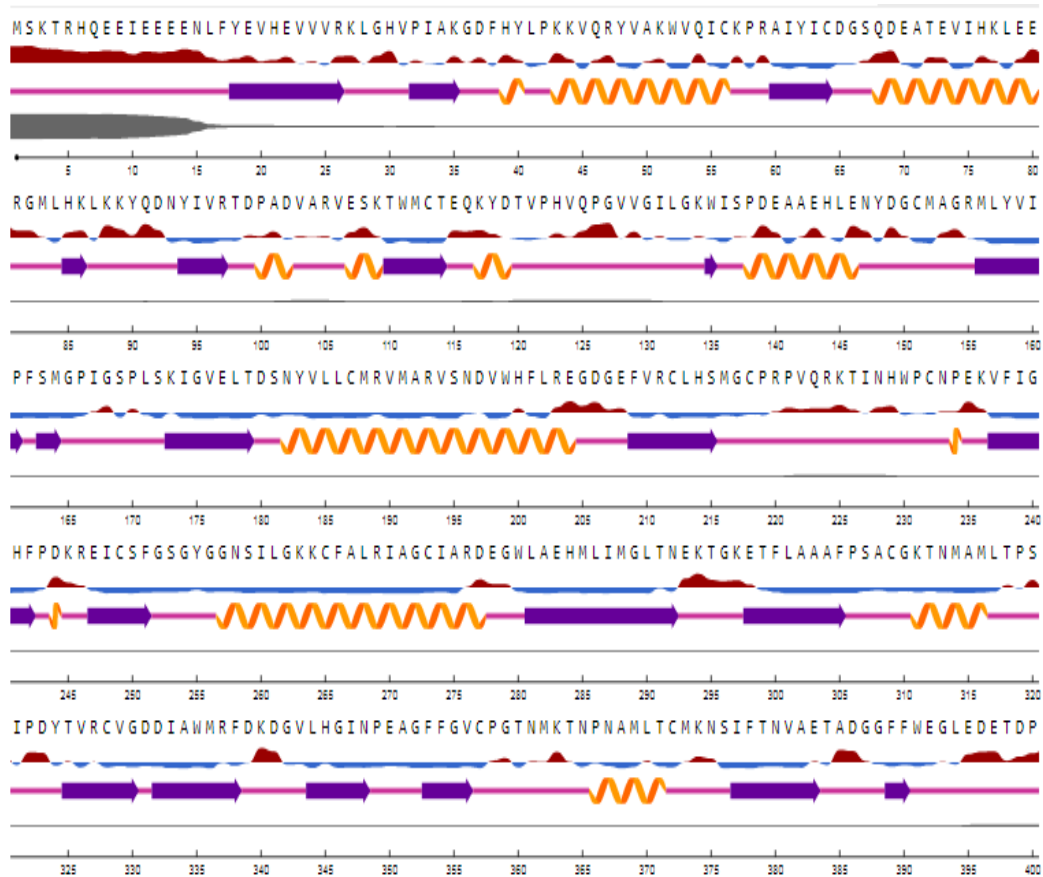 MSKTRHQEEIEEEENLFYEVHEVVVRKLGHVPIAKGDFHYLPKKVQRYVAKWVQICKPRAIYICDGSQDEATEVIHKLEE
5 10 15 20 25 30 35 40 45 50 55 60 65 70 75 80
RGMLHKLKKYQDNYIVRTDPADVARVESKTWMCTEQKYDTVPHVQPGVVGILGKWISPDEAAEHLENYDGCMAGRMLYVI
85 90 95 100 105 110 115 120 125 130 135 140 145 150 155 160
PFSMGPIGSPLSKIGVELTDSNYVLLCMRVMARVSNDVWHFLREGDGEFVRCLHSMGCPRPVQRKTINHWPCNPEKVFIG
165 170 175 180 185 190 195 200 205 210 215 220 225 230 235 240
HFPDKREICSFGSGYGGNSILGKKCFALRIAGCIARDEGWLAEHMLIMGLTNEKTGKETFLAAAFPSACGKTNMAMLTPS
245 250 255 260 265 270 275 280 285 290 295 300 305 310 315 320
IPDYTVRCVGDDIAWMRFDKDGVLHGINPEAGFFGVCPGTNMKTNPNAMLTCMKNSIFTNVAETADGGFFWEGLEDETDP
325 330 335 340 345 350 355 360 365 370 375 380 385 390 395 400